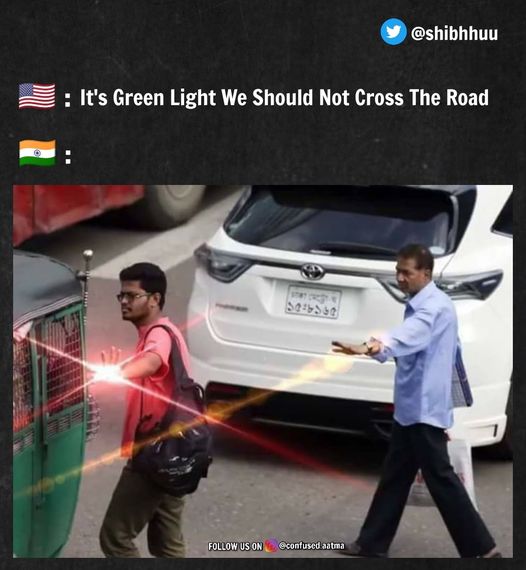 @shibhhuu
: It's Green Light We Should Not Cross The Road
:
FOLLOW US ON @confused.aatma